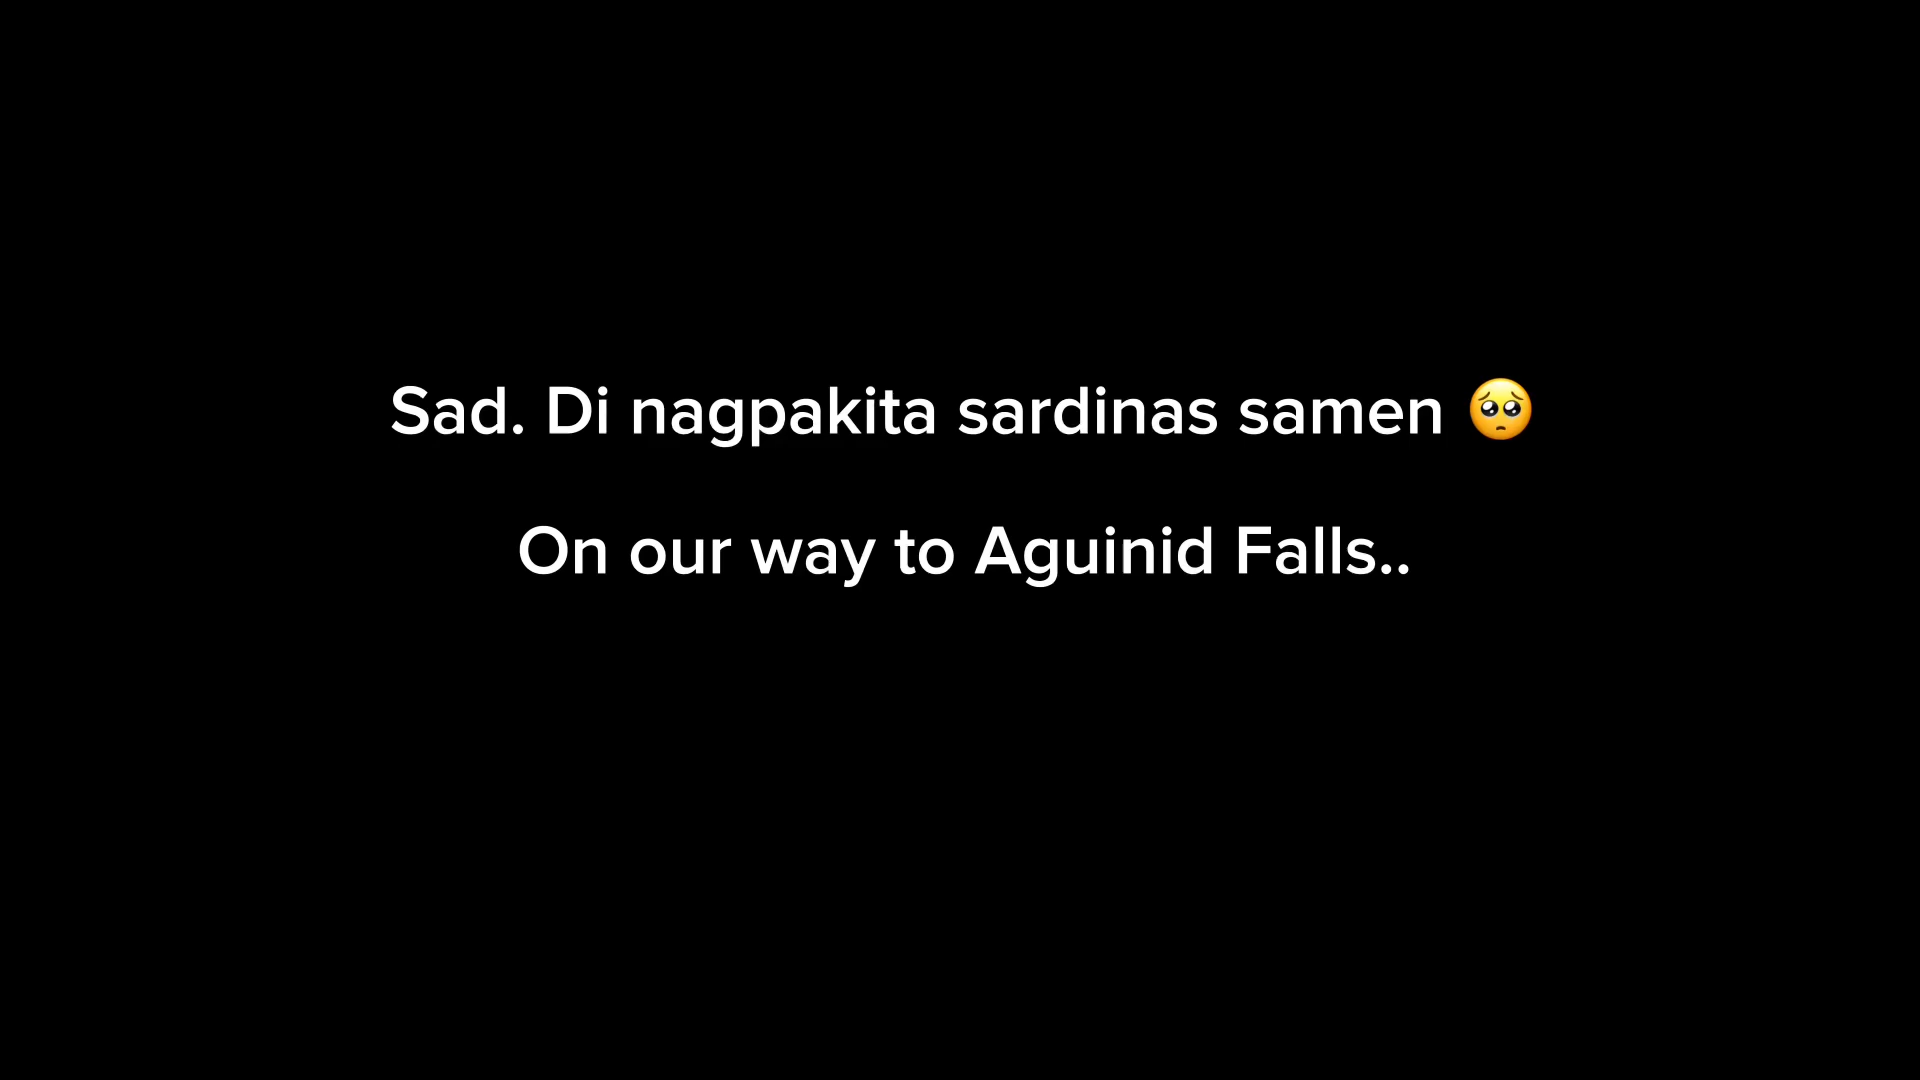 Sad. Di nagpakita sardinas samen 🥺
On our way to Aguinid Falls..